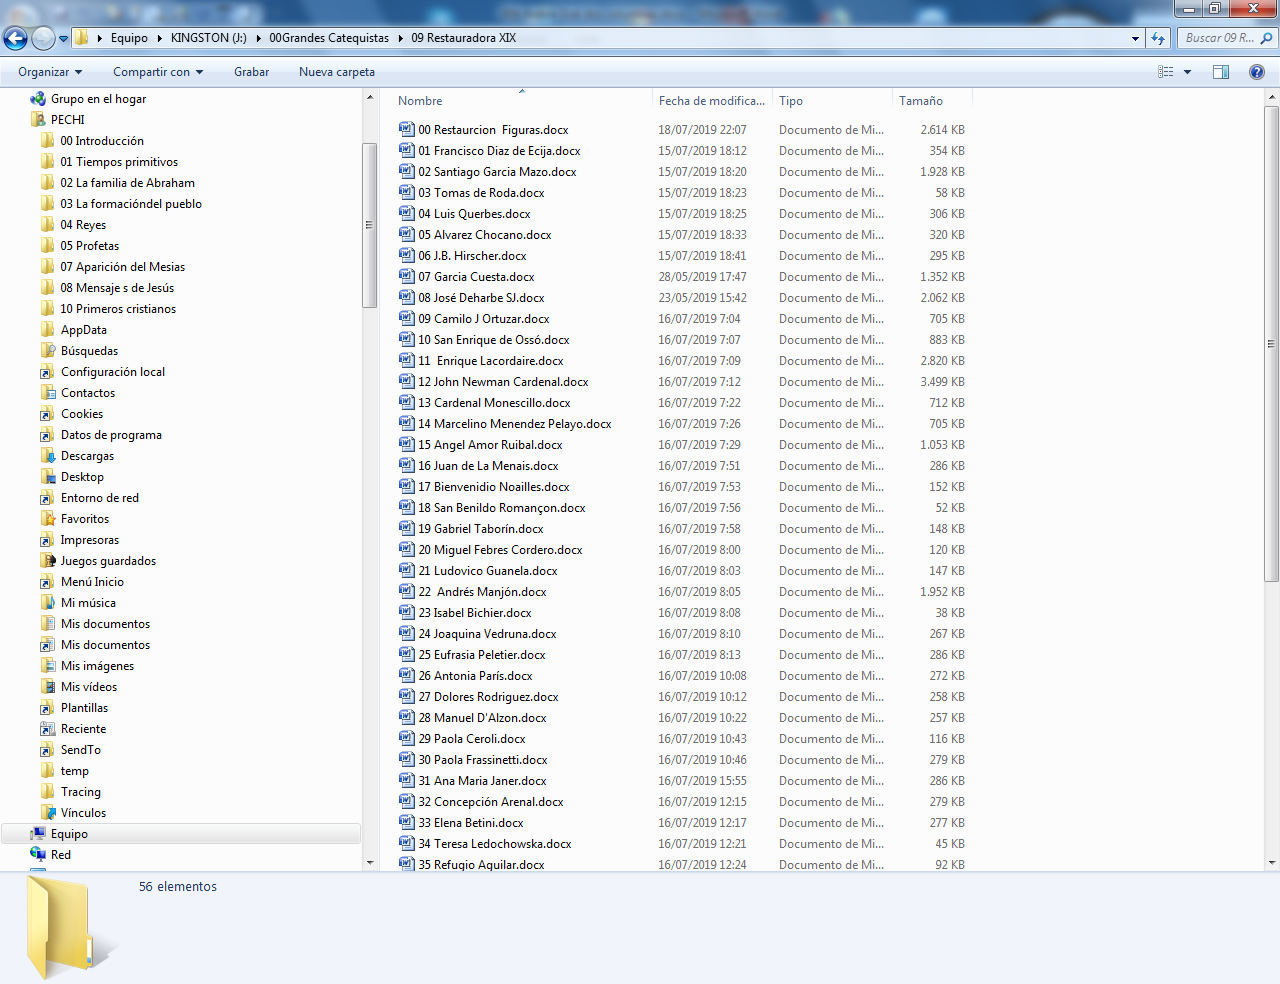 Equipo KINGSTON (J:) 00Grandes Catequistas 09 Restauradora XIX
Buscar 09 R...
Organizar Compartir con Grabar Nueva carpeta
Grupo en el hogar
PECHI
00 Introducción
01 Tiempos primitivos
02 La familia de Abraham
03 La formacióndel pueblo
04 Reyes
05 Profetas
07 Aparición del Mesias
08 Mensaje s de Jesús
10 Primeros cristianos
AppData
Búsquedas
Configuración local
Contactos
Cookies
Datos de programa
Descargas
Desktop
Entorno de red
Favoritos
Impresoras
Juegos guardados
Menú Inicio
Mi música
Mis documentos
Mis documentos
Mis imágenes
Mis vídeos
Plantillas
Reciente
SendTo
temp
Tracing
Vínculos
Equipo
Red
Nombre Fecha de modifica... Tipo Tamaño
00 Restaurcion  Figuras.docx 18/07/2019 22:07 Documento de Mi... 2.614 KB
01 Francisco Diaz de Ecija.docx 15/07/2019 18:12 Documento de Mi... 354 KB
02 Santiago Garcia Mazo.docx 15/07/2019 18:20 Documento de Mi... 1.928 KB
03 Tomas de Roda.docx 15/07/2019 18:23 Documento de Mi... 58 KB
04 Luis Querbes.docx 15/07/2019 18:25 Documento de Mi... 306 KB
05 Alvarez Chocano.docx 15/07/2019 18:33 Documento de Mi... 320 KB
06 J.B. Hirscher.docx 15/07/2019 18:41 Documento de Mi... 295 KB
07 Garcia Cuesta.docx 28/05/2019 17:47 Documento de Mi... 1.352 KB
08 José Deharbe SJ.docx 23/05/2019 15:42 Documento de Mi... 2.062 KB
09 Camilo J Ortuzar.docx 16/07/2019 7:04 Documento de Mi... 705 KB
10 San Enrique de Ossó.docx 16/07/2019 7:07 Documento de Mi... 883 KB
11  Enrique Lacordaire.docx 16/07/2019 7:09 Documento de Mi... 2.820 KB
12 John Newman Cardenal.docx 16/07/2019 7:12 Documento de Mi... 3.499 KB
13 Cardenal Monescillo.docx 16/07/2019 7:22 Documento de Mi... 712 KB
14 Marcelino Menendez Pelayo.docx 16/07/2019 7:26 Documento de Mi... 705 KB
15 Angel Amor Ruibal.docx 16/07/2019 7:29 Documento de Mi... 1.053 KB
16 Juan de La Menais.docx 16/07/2019 7:51 Documento de Mi... 286 KB
17 Bienvenidio Noailles.docx 16/07/2019 7:53 Documento de Mi... 152 KB
18 San Benildo Romançon.docx 16/07/2019 7:56 Documento de Mi... 52 KB
19 Gabriel Taborín.docx 16/07/2019 7:58 Documento de Mi... 148 KB
20 Miguel Febres Cordero.docx 16/07/2019 8:00 Documento de Mi... 120 KB
21 Ludovico Guanela.docx 16/07/2019 8:03 Documento de Mi... 147 KB
22  Andrés Manjón.docx 16/07/2019 8:05 Documento de Mi... 1.952 KB
23 Isabel Bichier.docx 16/07/2019 8:08 Documento de Mi... 38 KB
24 Joaquina Vedruna.docx 16/07/2019 8:10 Documento de Mi... 267 KB
25 Eufrasia Peletier.docx 16/07/2019 8:13 Documento de Mi... 286 KB
26 Antonia París.docx 16/07/2019 10:08 Documento de Mi... 272 KB
27 Dolores Rodriguez.docx 16/07/2019 10:12 Documento de Mi... 258 KB
28 Manuel D'Alzon.docx 16/07/2019 10:22 Documento de Mi... 257 KB
29 Paola Ceroli.docx 16/07/2019 10:43 Documento de Mi... 116 KB
30 Paola Frassinetti.docx 16/07/2019 10:46 Documento de Mi... 279 KB
31 Ana Maria Janer.docx 16/07/2019 15:55 Documento de Mi... 286 KB
32 Concepción Arenal.docx 16/07/2019 12:15 Documento de Mi... 279 KB
33 Elena Betini.docx 16/07/2019 12:17 Documento de Mi... 277 KB
34 Teresa Ledochowska.docx 16/07/2019 12:21 Documento de Mi... 45 KB
35 Refugio Aguilar.docx 16/07/2019 12:24 Documento de Mi... 92 KB
56 elementos